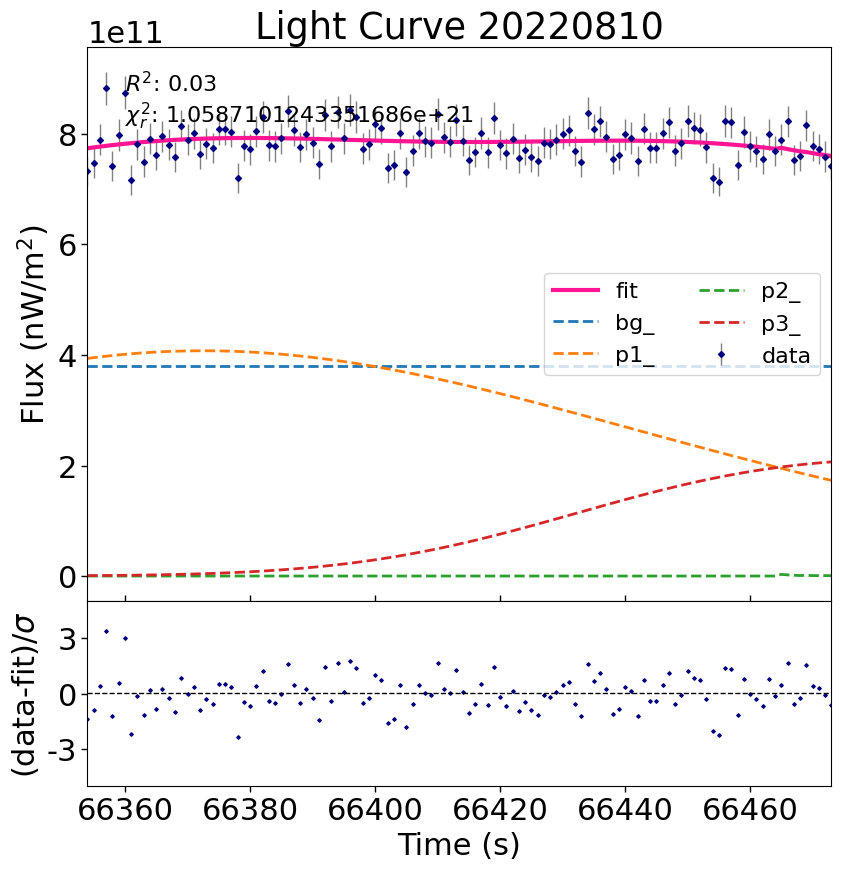 Light Curve 20220810
1e11
R²: 0.03
χ²ᵣ: 1.0587101243351686e+21
8
6
4
2
0
Flux (nW/m²)
fit
bg_
p1_
p2_
p3_
data
3
0
-3
(data-fit)/σ
66360 66380 66400 66420 66440 66460
Time (s)